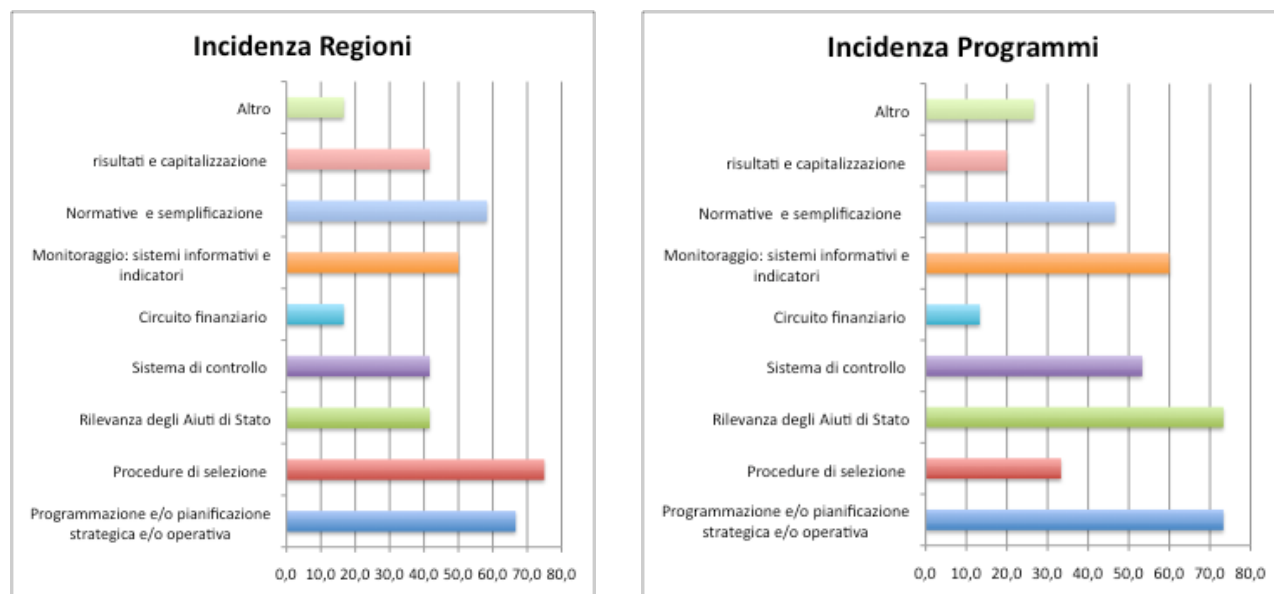 Incidenza Regioni
Altro
risultati e capitalizzazione
Normative e semplificazione
Monitoraggio: sistemi informativi e
indicatori
Circuito finanziario
Sistema di controllo
Rilevanza degli Aiuti di Stato
Procedure di selezione
Programmazione e/o pianificazione
strategica e/o operativa
0,0 10,0 20,0 30,0 40,0 50,0 60,0 70,0 80,0
Incidenza Programmi
Altro
risultati e capitalizzazione
Normative e semplificazione
Monitoraggio: sistemi informativi e
indicatori
Circuito finanziario
Sistema di controllo
Rilevanza degli Aiuti di Stato
Procedure di selezione
Programmazione e/o pianificazione
strategica e/o operativa
0,0 10,0 20,0 30,0 40,0 50,0 60,0 70,0 80,0